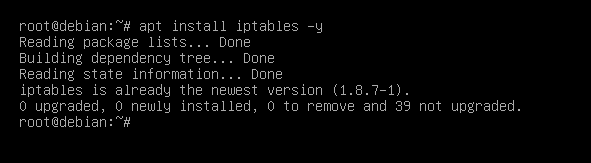 root@debian:~# apt install iptables -y
Reading package lists... Done
Building dependency tree... Done
Reading state information... Done
iptables is already the newest version (1.8.7-1).
0 upgraded, 0 newly installed, 0 to remove and 39 not upgraded.
root@debian:~#